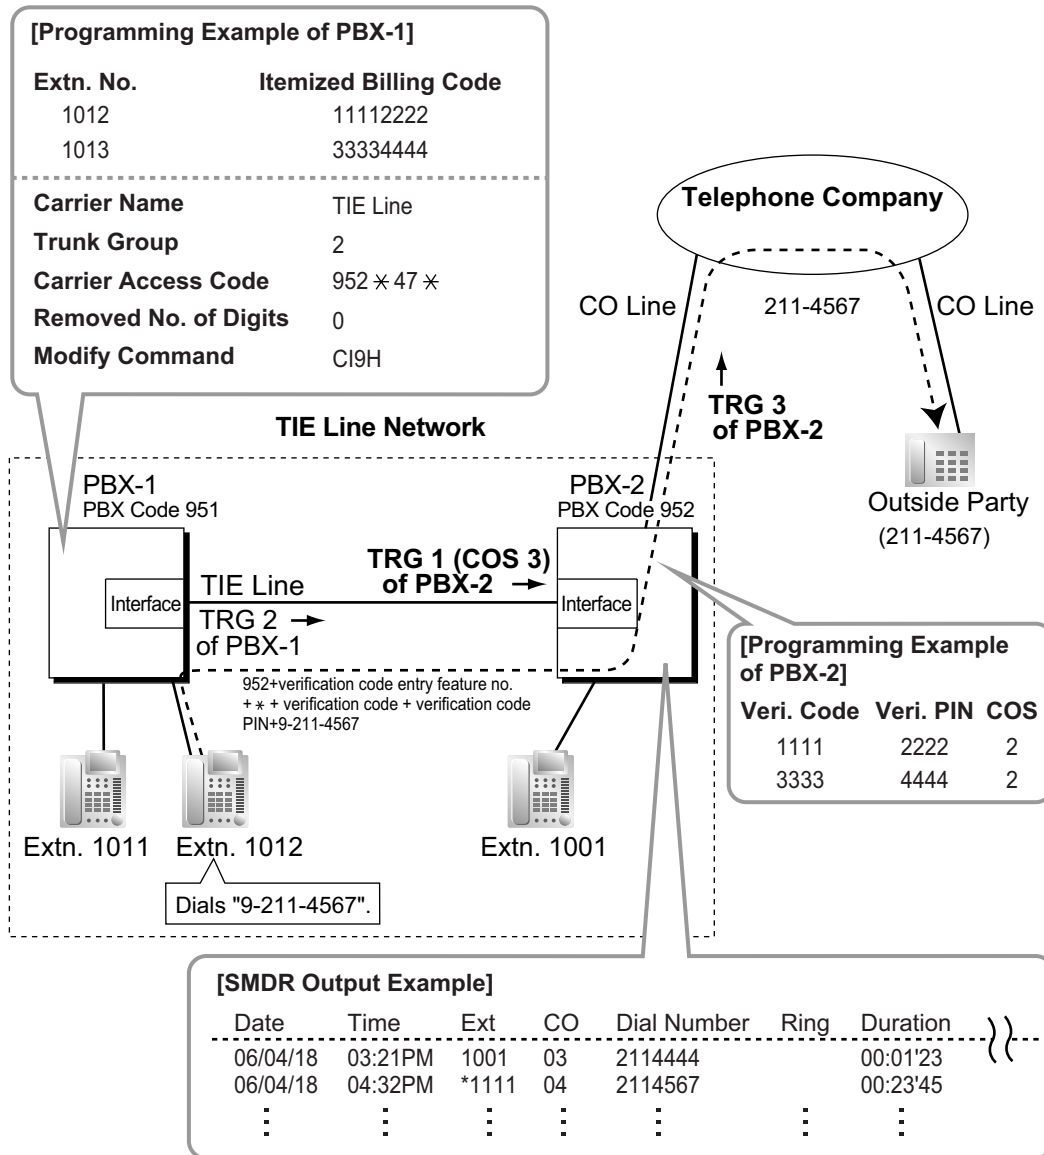 [Programming Example of PBX-1]
Extn. No. Itemized Billing Code
1012 11112222
1013 33334444
Carrier Name TIE Line
Trunk Group 2
Carrier Access Code 952 * 47 *
Removed No. of Digits 0
Modify Command CI9H
Telephone Company
CO Line 211-4567 CO Line
TRG 3
of PBX-2
Outside Party
(211-4567)
TIE Line Network
PBX-1
PBX Code 951
PBX-2
PBX Code 952
Interface
TIE Line
TRG 2
of PBX-1
TRG 1 (COS 3)
of PBX-2
Interface
952+verification code entry feature no.
+ * + verification code + verification code
PIN+9-211-4567
[Programming Example
of PBX-2]
Veri. Code Veri. PIN COS
1111 2222 2
3333 4444 2
Extn. 1011 Extn. 1012 Extn. 1001
Dials "9-211-4567".
[SMDR Output Example]
Date Time Ext CO Dial Number Ring Duration
06/04/18 03:21PM 1001 03 2114444 00:01'23
06/04/18 04:32PM *1111 04 2114567 00:23'45